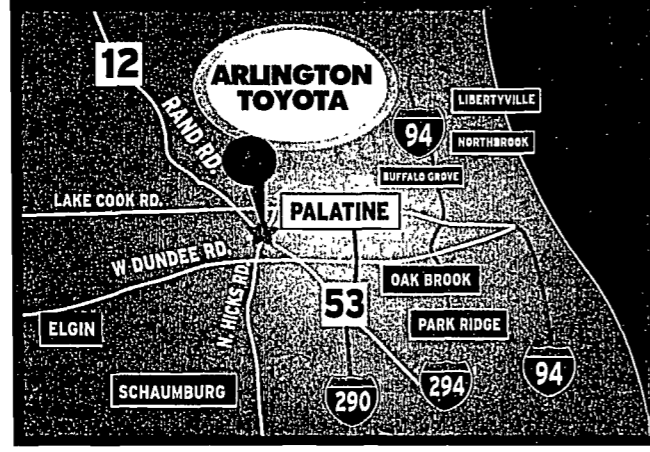 12
ARLINGTON
TOYOTA
RAND RD.
94
LIBERTYVILLE
NORTHBROOK
BUFFALO GROVE
LAKE COOK RD.
PALATINE
W DUNDEE RD.
N. HICKS RD.
53
OAK BROOK
ELGIN
PARK RIDGE
SCHAUMBURG
290
294
94